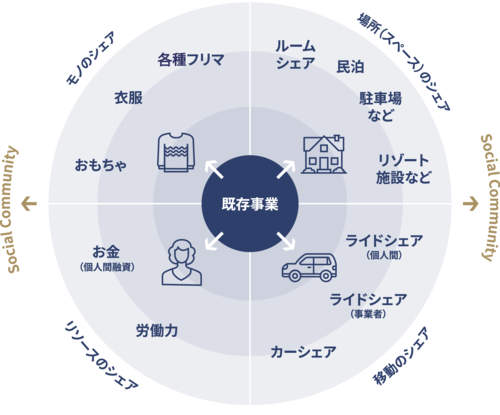 モノのシェア
場所（スペース）のシェア
各種フリマ
衣服
おもちゃ
ルーム
シェア
民泊
駐車場
など
リゾート
施設など
Social Community
既存事業
Social Community
お金
（個人間融資）
労働力
ライドシェア
（個人間）
ライドシェア
（事業者）
カーシェア
リソースのシェア
移動のシェア